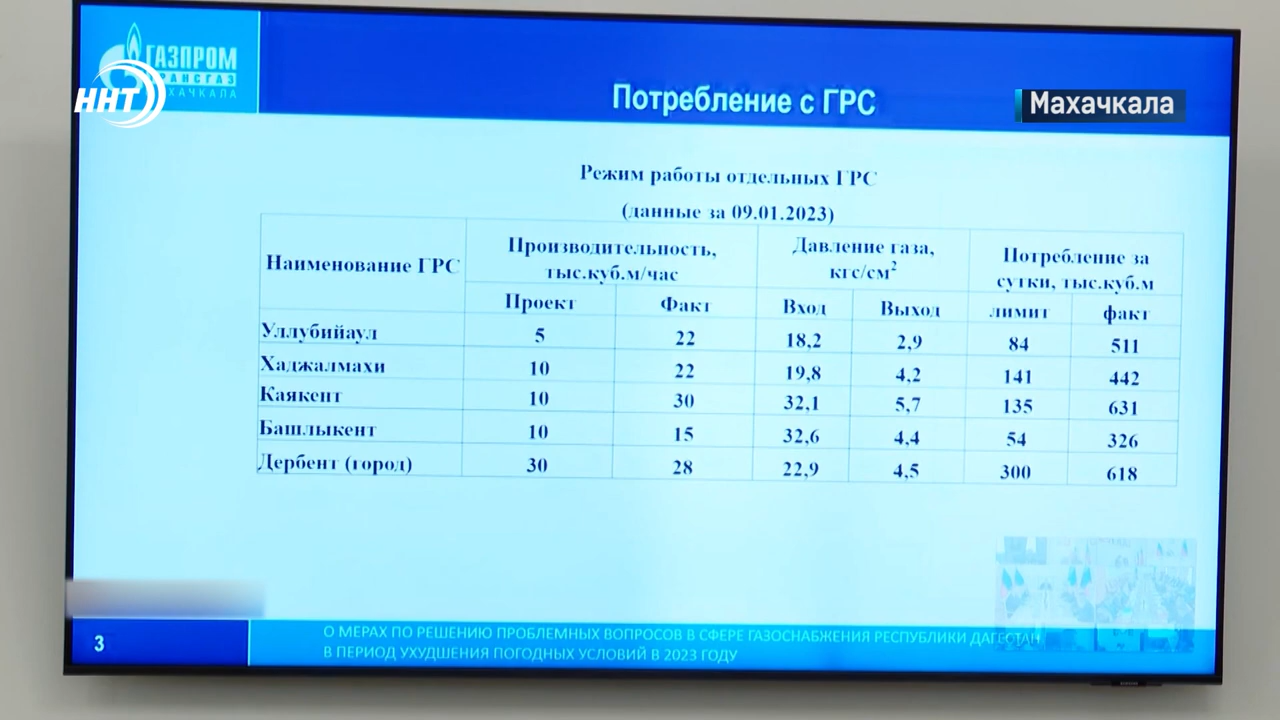 ГАЗПРОМ
ТРАНСГАЗ
МАХАЧКАЛА
ННТ
Потребление с ГРС
Махачкала
Режим работы отдельных ГРС
(данные за 09.01.2023)
Наименование ГРС Производительность, тыс.куб.м/час Давление газа, кгс/см² Потребление за сутки, тыс.куб.м
Проект Факт Вход Выход лимит факт
Уллубийаул 5 22 18,2 2,9 84 511
Хаджалмахи 10 22 19,8 4,2 141 442
Каякент 10 30 32,1 5,7 135 631
Башлыкент 10 15 32,6 4,4 54 326
Дербент (город) 30 28 22,9 4,5 300 618
3
О МЕРАХ ПО РЕШЕНИЮ ПРОБЛЕМНЫХ ВОПРОСОВ В СФЕРЕ ГАЗОСНАБЖЕНИЯ РЕСПУБЛИКИ ДАГЕСТАН
В ПЕРИОД УХУДШЕНИЯ ПОГОДНЫХ УСЛОВИЙ В 2023 ГОДУ